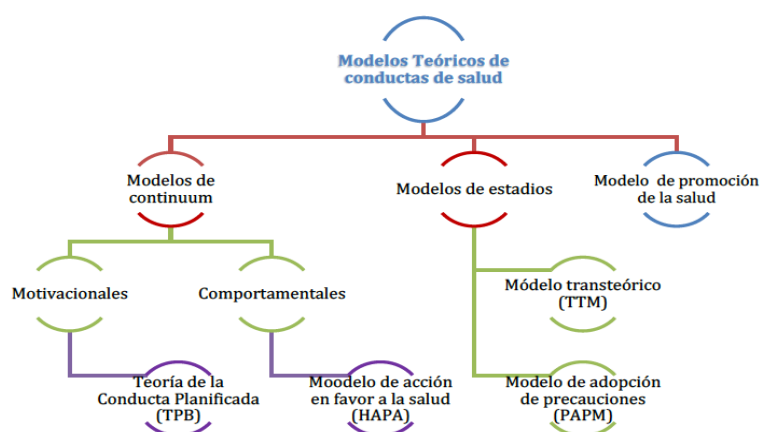 Modelos Teóricos de
conductas de salud
Modelos de
continuum
Modelos de estadios
Modelo de promoción
de la salud
Motivacionales
Comportamentales
Módelo transteórico
(TTM)
Teoría de la
Conducta Planificada
(TPB)
Moodelo de acción
en favor a la salud
(HAPA)
Modelo de adopción
de precauciones
(PAPM)